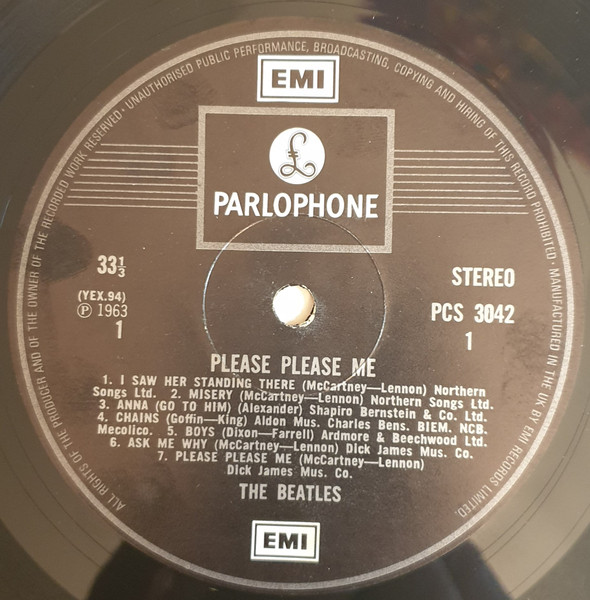 ALL RIGHTS OF THE PRODUCER AND OF THE OWNER OF THE RECORDED WORK RESERVED · UNAUTHORISED PUBLIC PERFORMANCE, BROADCASTING, COPYING AND HIRING OF THIS RECORD PROHIBITED · MANUFACTURED IN THE UK BY EMI RECORDS LIMITED.
EMI
£
PARLOPHONE
33⅓
(YEX.94)
Ⓟ 1963
1
STEREO
PCS 3042
1
PLEASE PLEASE ME
1. I SAW HER STANDING THERE (McCartney—Lennon) Northern
Songs Ltd. 2. MISERY (McCartney—Lennon) Northern Songs Ltd.
3. ANNA (GO TO HIM) (Alexander) Shapiro Bernstein & Co. Ltd.
4. CHAINS (Goffin—King) Aldon Mus. Charles Bens. BIEM. NCB.
Mecolico. 5. BOYS (Dixon—Farrell) Ardmore & Beechwood Ltd.
6. ASK ME WHY (McCartney—Lennon) Dick James Mus. Co.
7. PLEASE PLEASE ME (McCartney—Lennon)
Dick James Mus. Co.
THE BEATLES
EMI